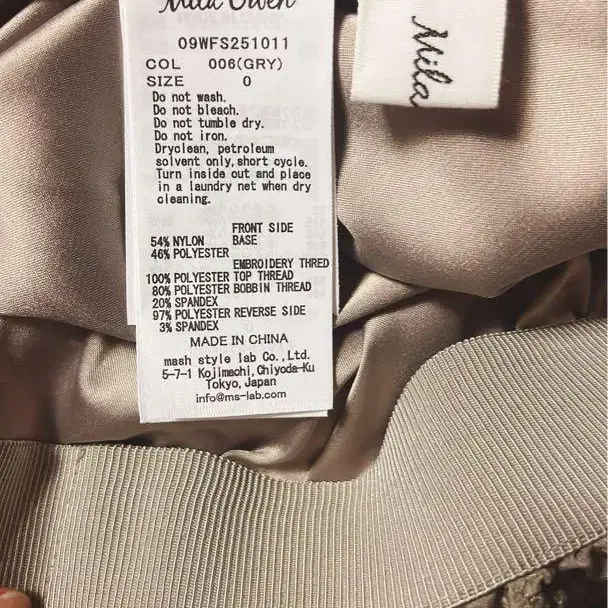 Mila Owen
09WFS251011
COL 006(GRY)
SIZE 0
Do not wash.
Do not bleach.
Do not tumble dry.
Do not iron.
Dryclean, petroleum
solvent only,short cycle.
Turn inside out and place
in a laundry net when dry
cleaning.
FRONT SIDE
54% NYLON BASE
46% POLYESTER
EMBROIDERY THRED
100% POLYESTER TOP THREAD
80% POLYESTER BOBBIN THREAD
20% SPANDEX
97% POLYESTER REVERSE SIDE
3% SPANDEX
MADE IN CHINA
mash style lab Co.,Ltd.
5-7-1 Kojimachi,Chiyoda-Ku
Tokyo,Japan
info@ms-lab.com
Mila